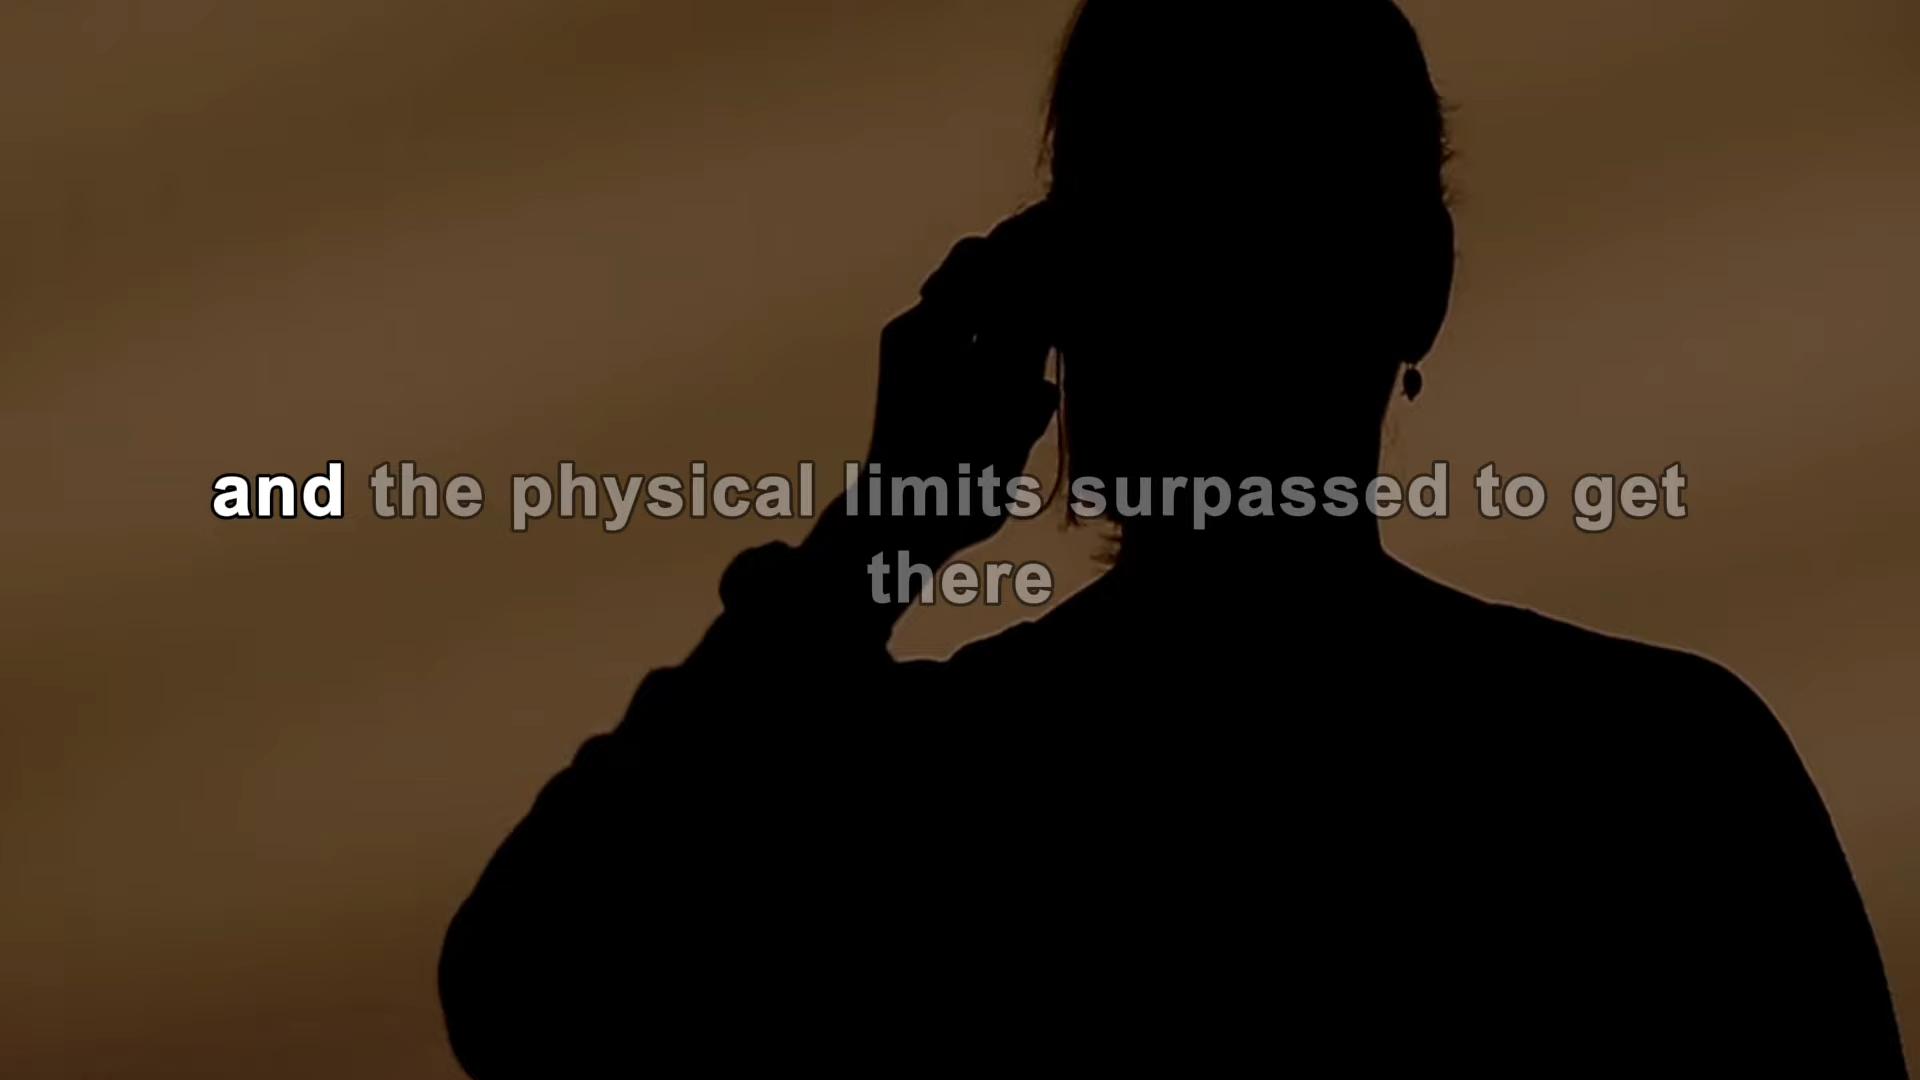 and the physical limits surpassed to get
there